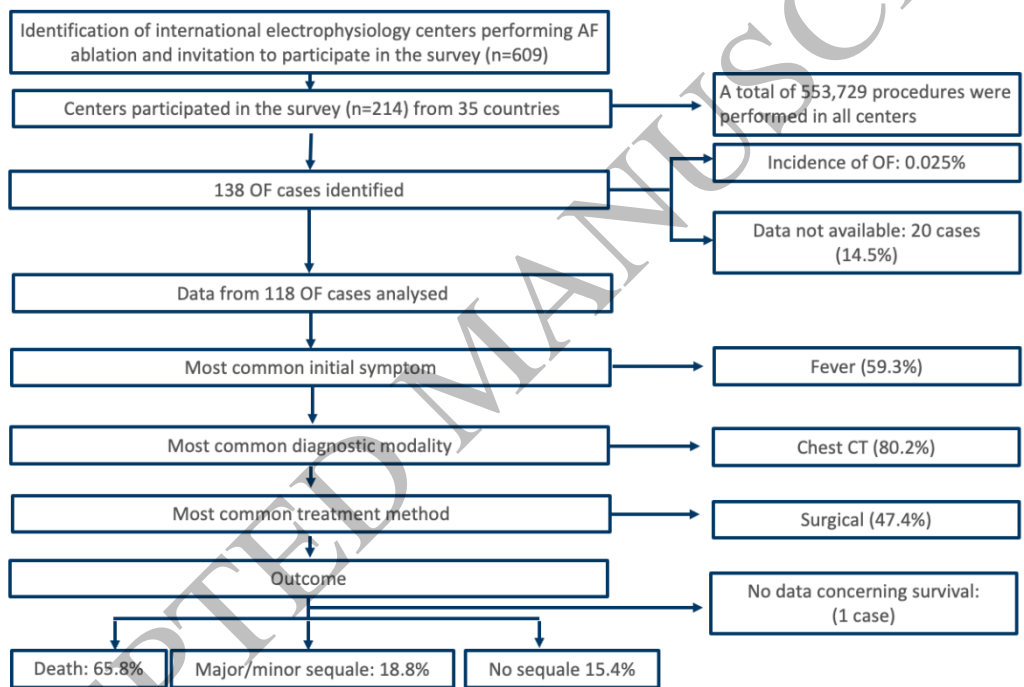 Identification of international electrophysiology centers performing AF
ablation and invitation to participate in the survey (n=609)
Centers participated in the survey (n=214) from 35 countries
A total of 553,729 procedures were
performed in all centers
138 OF cases identified
Incidence of OF: 0.025%
Data not available: 20 cases
(14.5%)
Data from 118 OF cases analysed
Most common initial symptom
Fever (59.3%)
Most common diagnostic modality
Chest CT (80.2%)
Most common treatment method
Surgical (47.4%)
Outcome
No data concerning survival:
(1 case)
Death: 65.8%
Major/minor sequale: 18.8%
No sequale 15.4%
PTED MANUSC